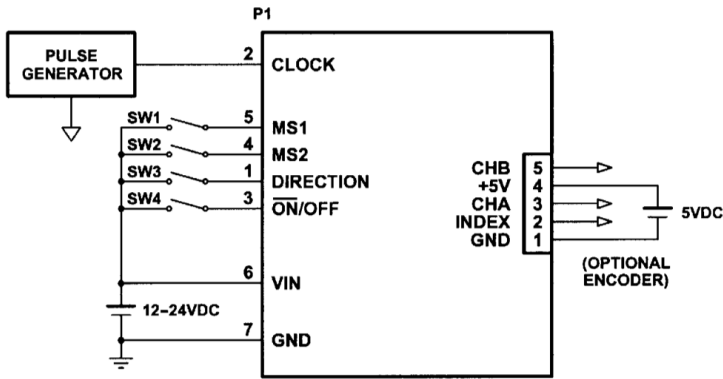 P1
PULSE
GENERATOR
2 CLOCK
SW1 5 MS1
SW2 4 MS2
SW3 1 DIRECTION
SW4 3 ON/OFF
6 VIN
12–24VDC
7 GND
CHB 5
+5V 4
CHA 3
INDEX 2
GND 1
5VDC
(OPTIONAL
ENCODER)